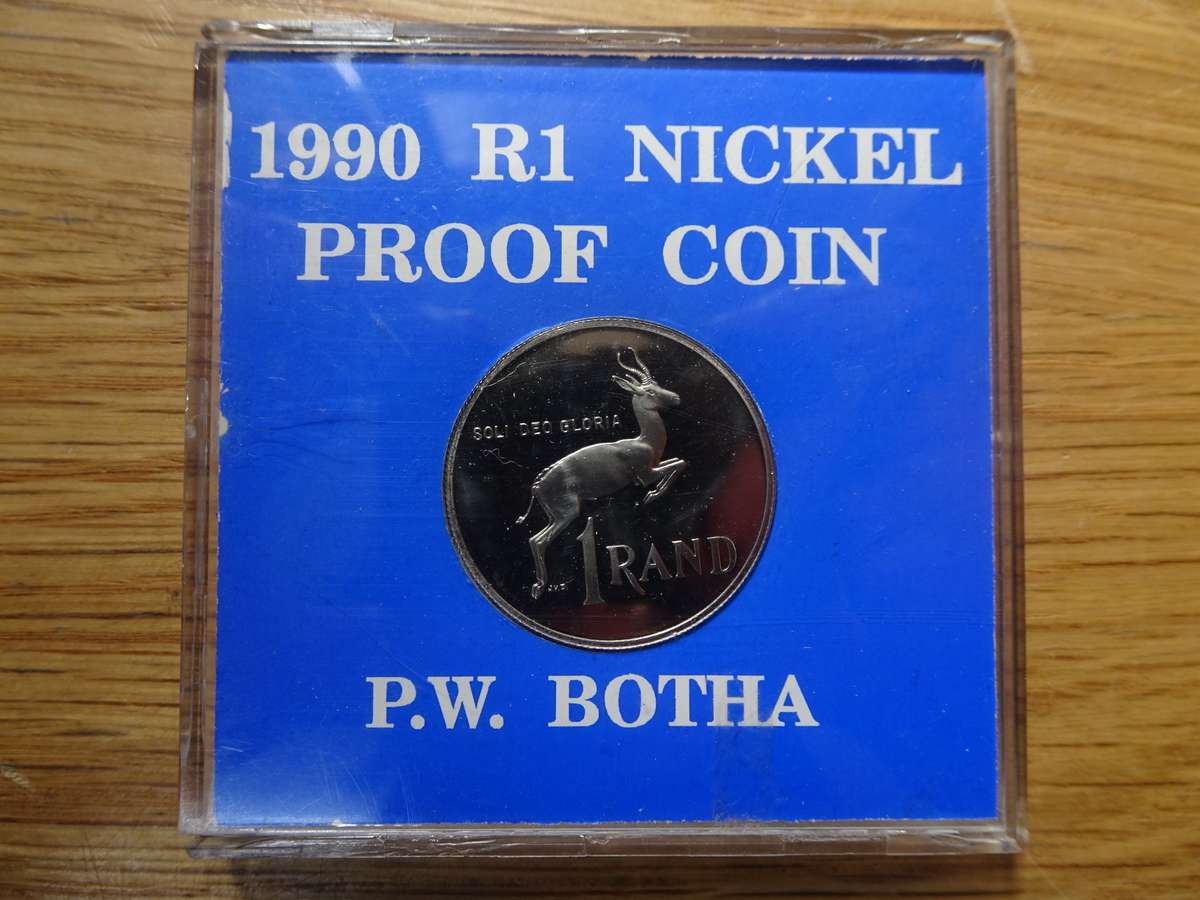 1990 R1 NICKEL
PROOF COIN
SOLI DEO GLORIA
1 RAND
P.W. BOTHA